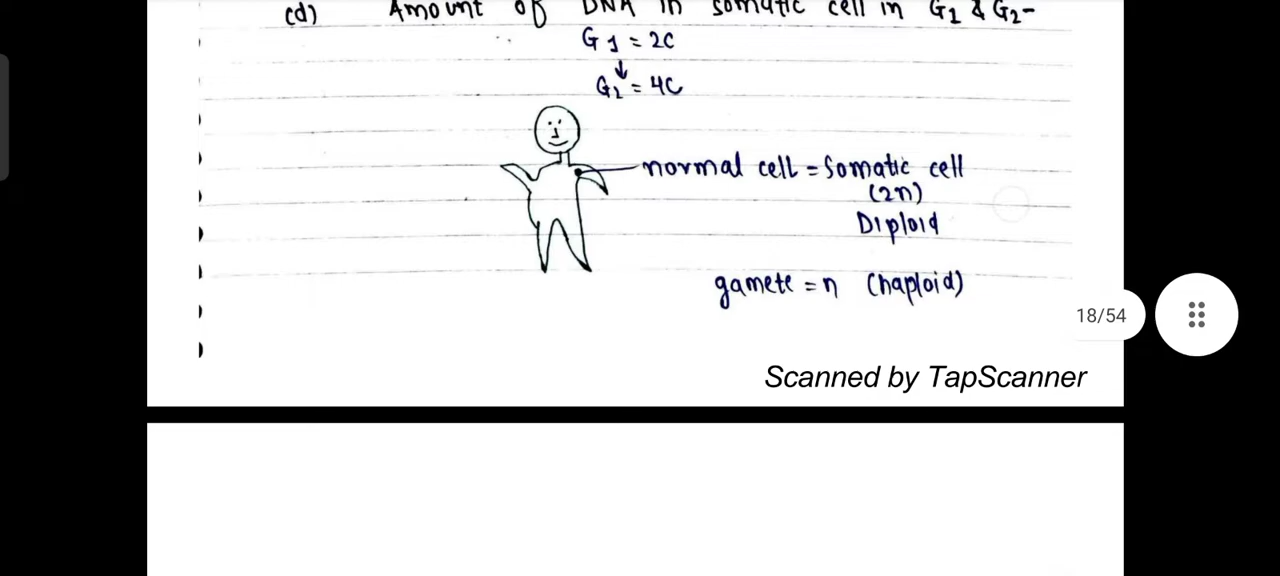 (d) Amount of DNA in somatic cell in G1 & G2-
G1 = 2C
↓
G2 = 4C
normal cell = Somatic cell
(2n)
Diploid
gamete = n (haploid)
18/54
Scanned by TapScanner